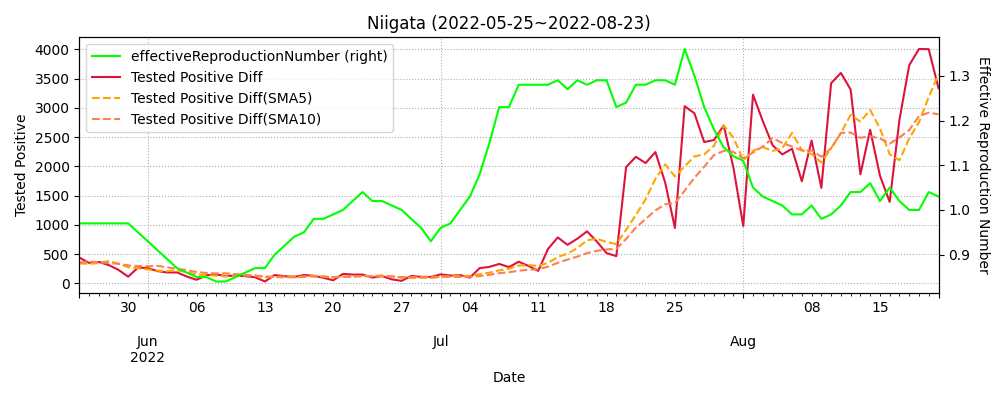 Niigata (2022-05-25~2022-08-23)
effectiveReproductionNumber (right)
Tested Positive Diff
Tested Positive Diff(SMA5)
Tested Positive Diff(SMA10)
Tested Positive
4000
3500
3000
2500
2000
1500
1000
500
0
1.3
1.2
1.1
1.0
0.9
Effective Reproduction Number
30 06 13 20 27 04 11 18 25 08 15
Jun Jul Aug
2022
Date